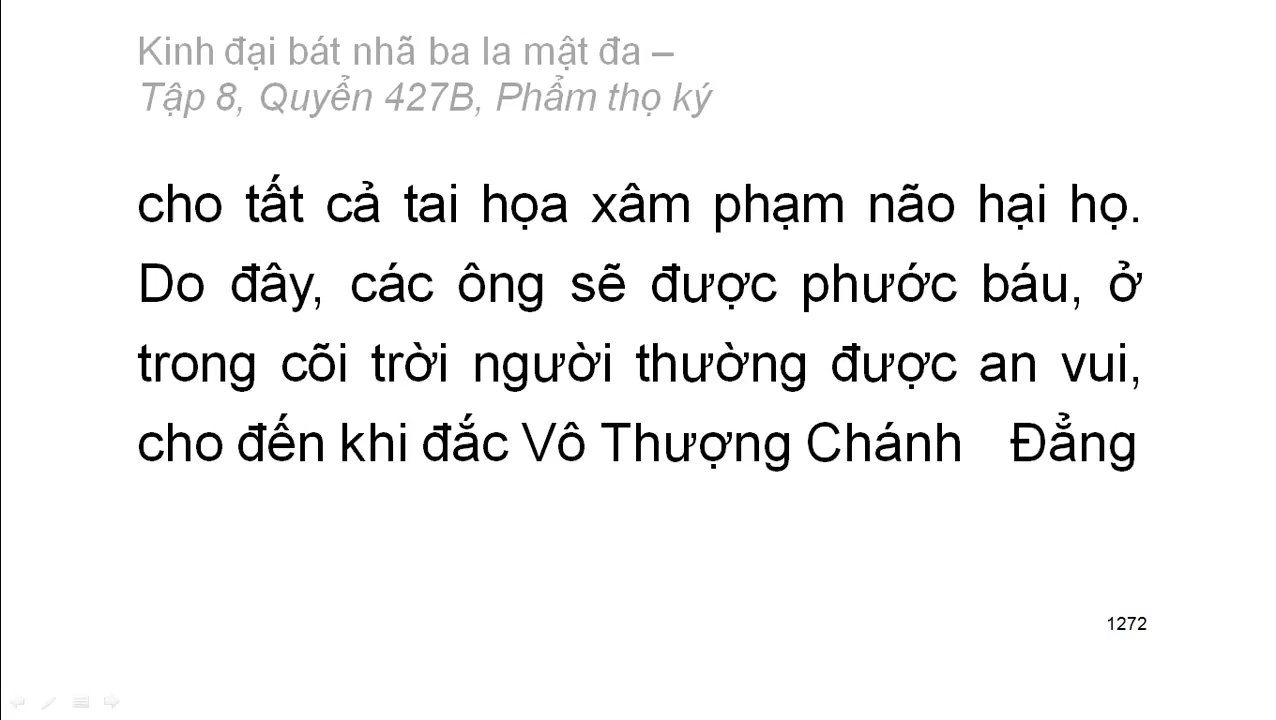 Kinh đại bát nhã ba la mật đa –
Tập 8, Quyển 427B, Phẩm thọ ký
cho tất cả tai họa xâm phạm não hại họ.
Do đây, các ông sẽ được phước báu, ở
trong cõi trời người thường được an vui,
cho đến khi đắc Vô Thượng Chánh Đẳng
1272